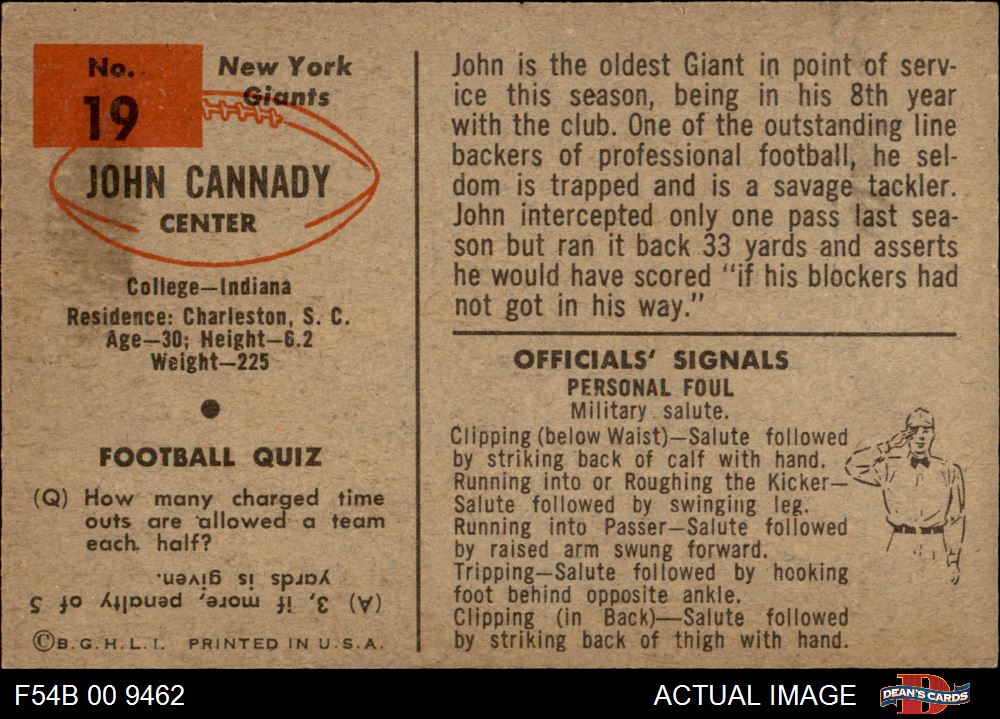 No.
19
New York
Giants
JOHN CANNADY
CENTER
College—Indiana
Residence: Charleston, S. C.
Age—30; Height—6.2
Weight—225
FOOTBALL QUIZ
(Q) How many charged time
outs are allowed a team
each half?
(A) 3, if more, penalty of 5
yards is given.
©B.G.H.L.I. PRINTED IN U.S.A.
John is the oldest Giant in point of serv-
ice this season, being in his 8th year
with the club. One of the outstanding line
backers of professional football, he sel-
dom is trapped and is a savage tackler.
John intercepted only one pass last sea-
son but ran it back 33 yards and asserts
he would have scored "if his blockers had
not got in his way."
OFFICIALS' SIGNALS
PERSONAL FOUL
Military salute.
Clipping (below Waist)—Salute followed
by striking back of calf with hand.
Running into or Roughing the Kicker—
Salute followed by swinging leg.
Running into Passer—Salute followed
by raised arm swung forward.
Tripping—Salute followed by hooking
foot behind opposite ankle.
Clipping (in Back)—Salute followed
by striking back of thigh with hand.
F54B 00 9462
ACTUAL IMAGE
DEAN'S CARDS